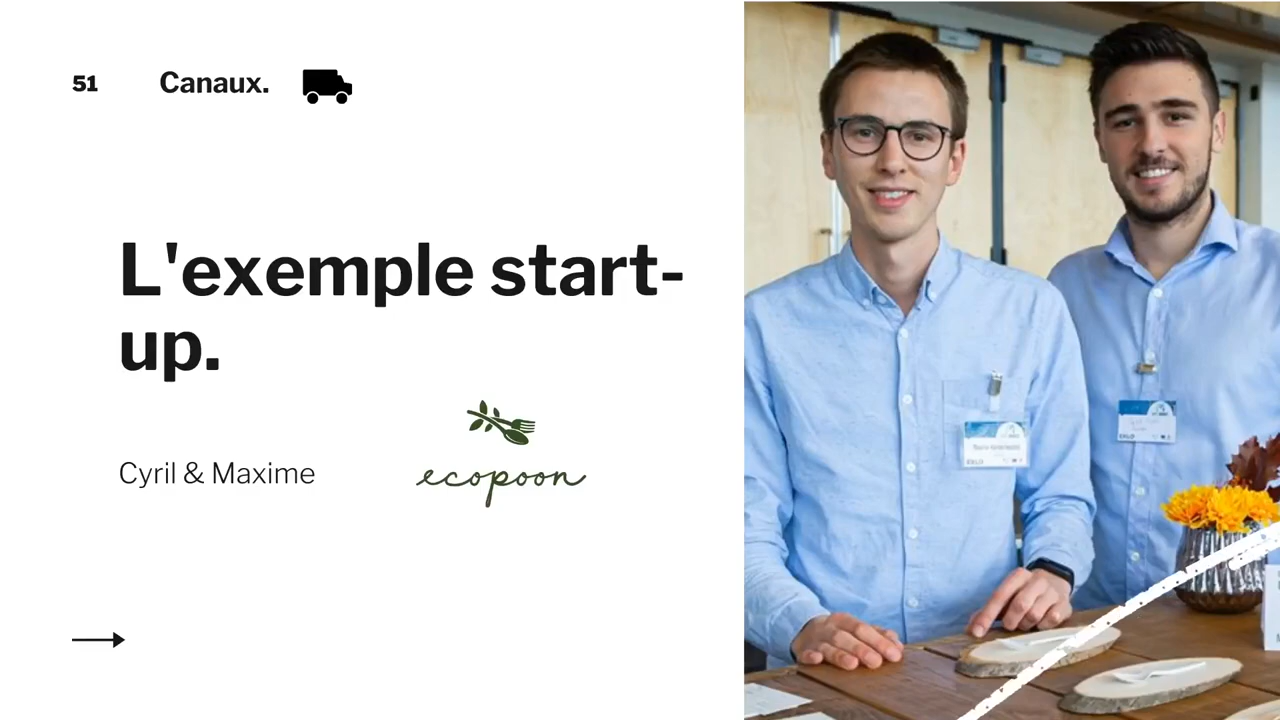 51
Canaux.
L'exemple start-
up.
Cyril & Maxime
ecopoon